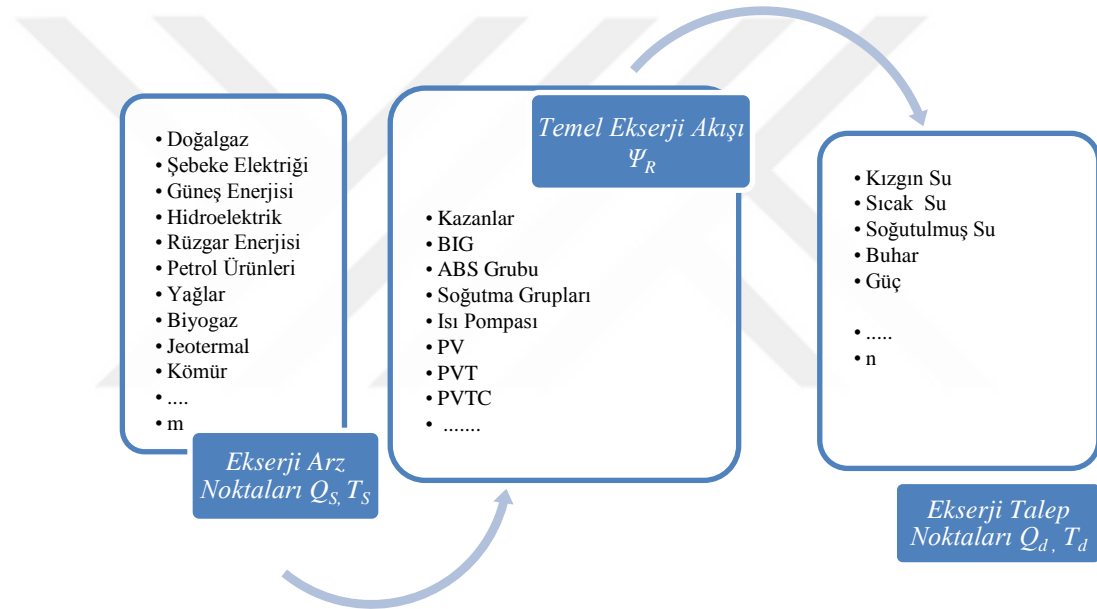 • Doğalgaz
• Şebeke Elektriği
• Güneş Enerjisi
• Hidroelektrik
• Rüzgar Enerjisi
• Petrol Ürünleri
• Yağlar
• Biyogaz
• Jeotermal
• Kömür
• ....
• m
Ekserji Arz
Noktaları Q_S, T_S
Temel Ekserji Akışı
Ψ_R
• Kazanlar
• BIG
• ABS Grubu
• Soğutma Grupları
• Isı Pompası
• PV
• PVT
• PVTC
• .......
• Kızgın Su
• Sıcak Su
• Soğutulmuş Su
• Buhar
• Güç
• .....
• n
Ekserji Talep
Noktaları Q_d , T_d